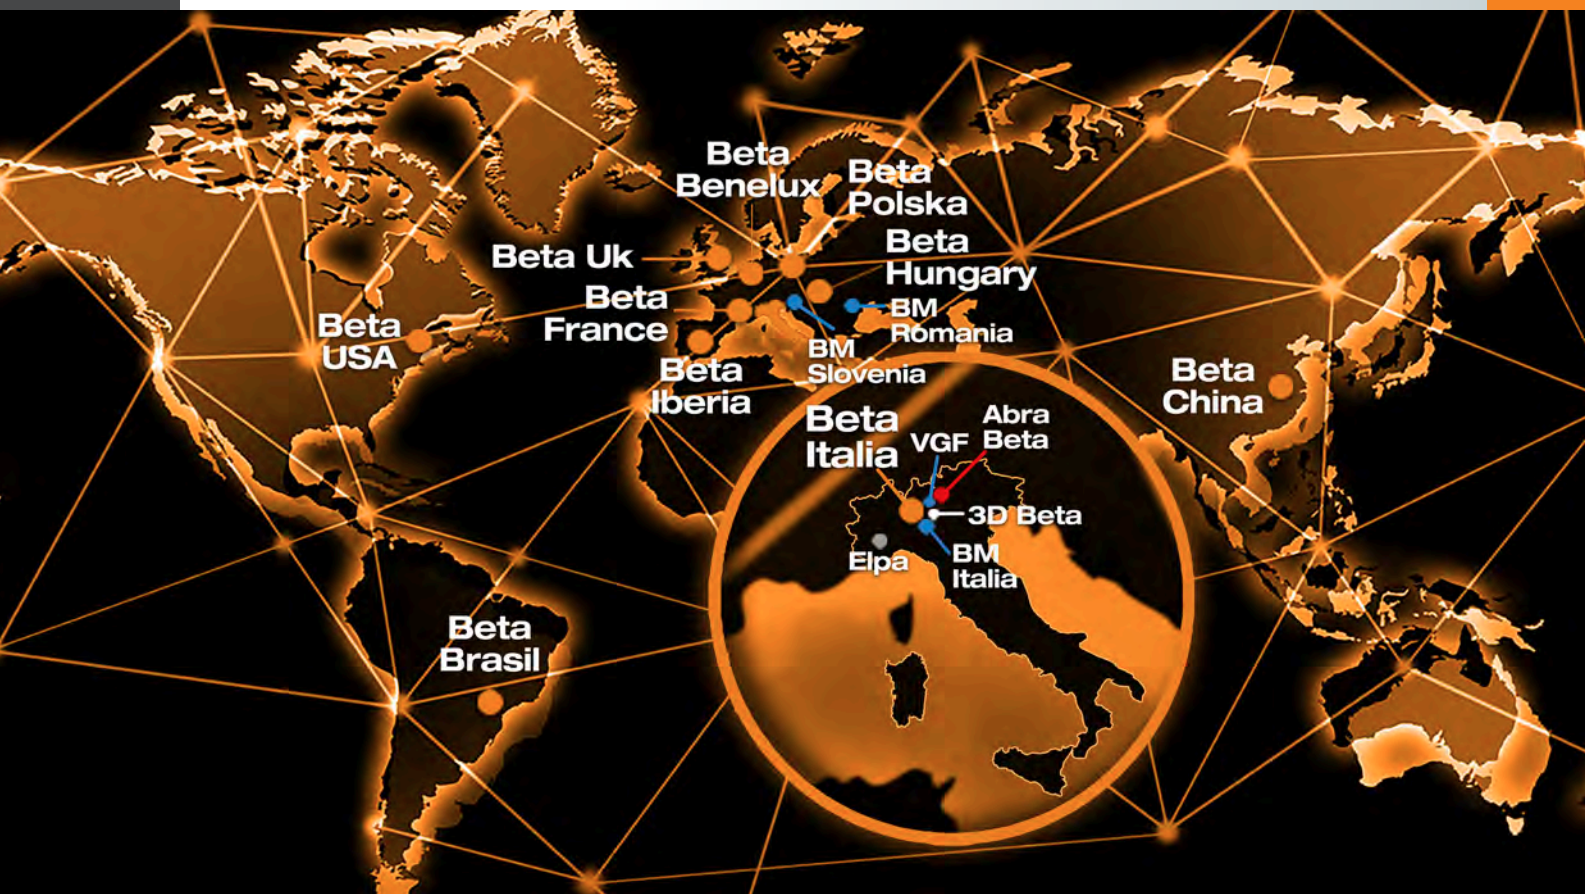 Beta
Benelux
Beta
Polska
Beta Uk
Beta
Hungary
Beta
France
BM
Romania
Beta
USA
BM
Slovenia
Beta
Iberia
Beta
China
Beta
Italia
VGF
Abra
Beta
3D Beta
Elpa
BM
Italia
Beta
Brasil